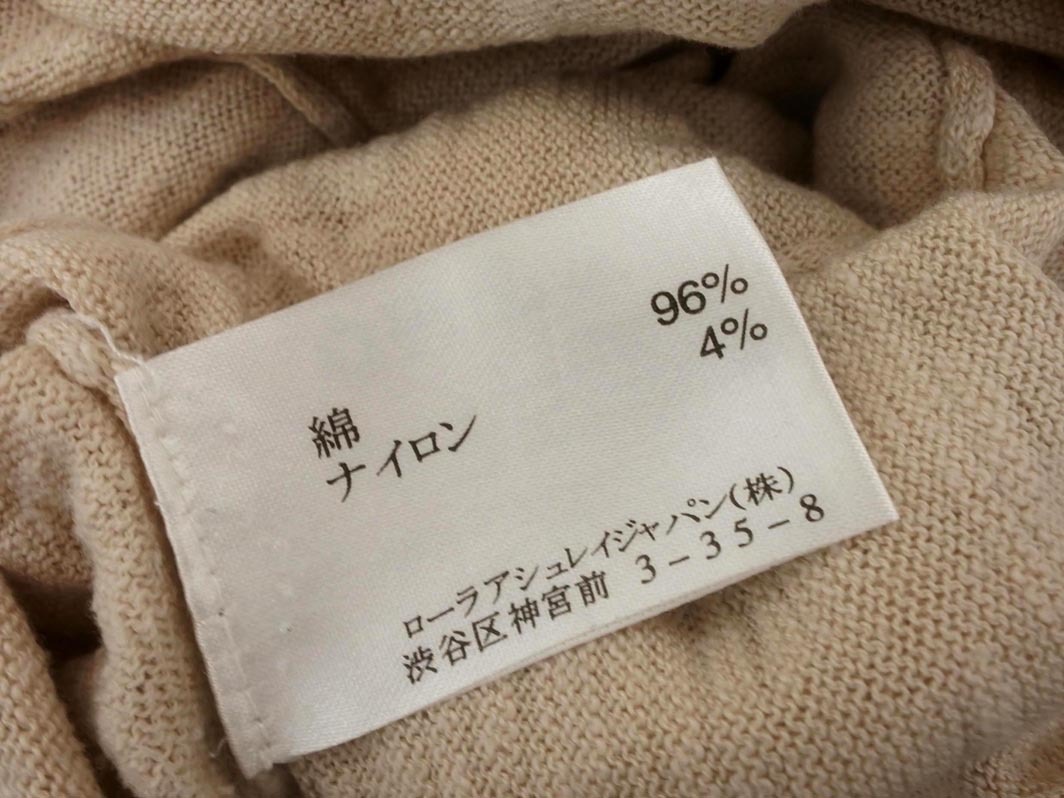 綿 96%
ナイロン 4%
ローラアシュレイジャパン(株)
渋谷区神宮前 3-35-8